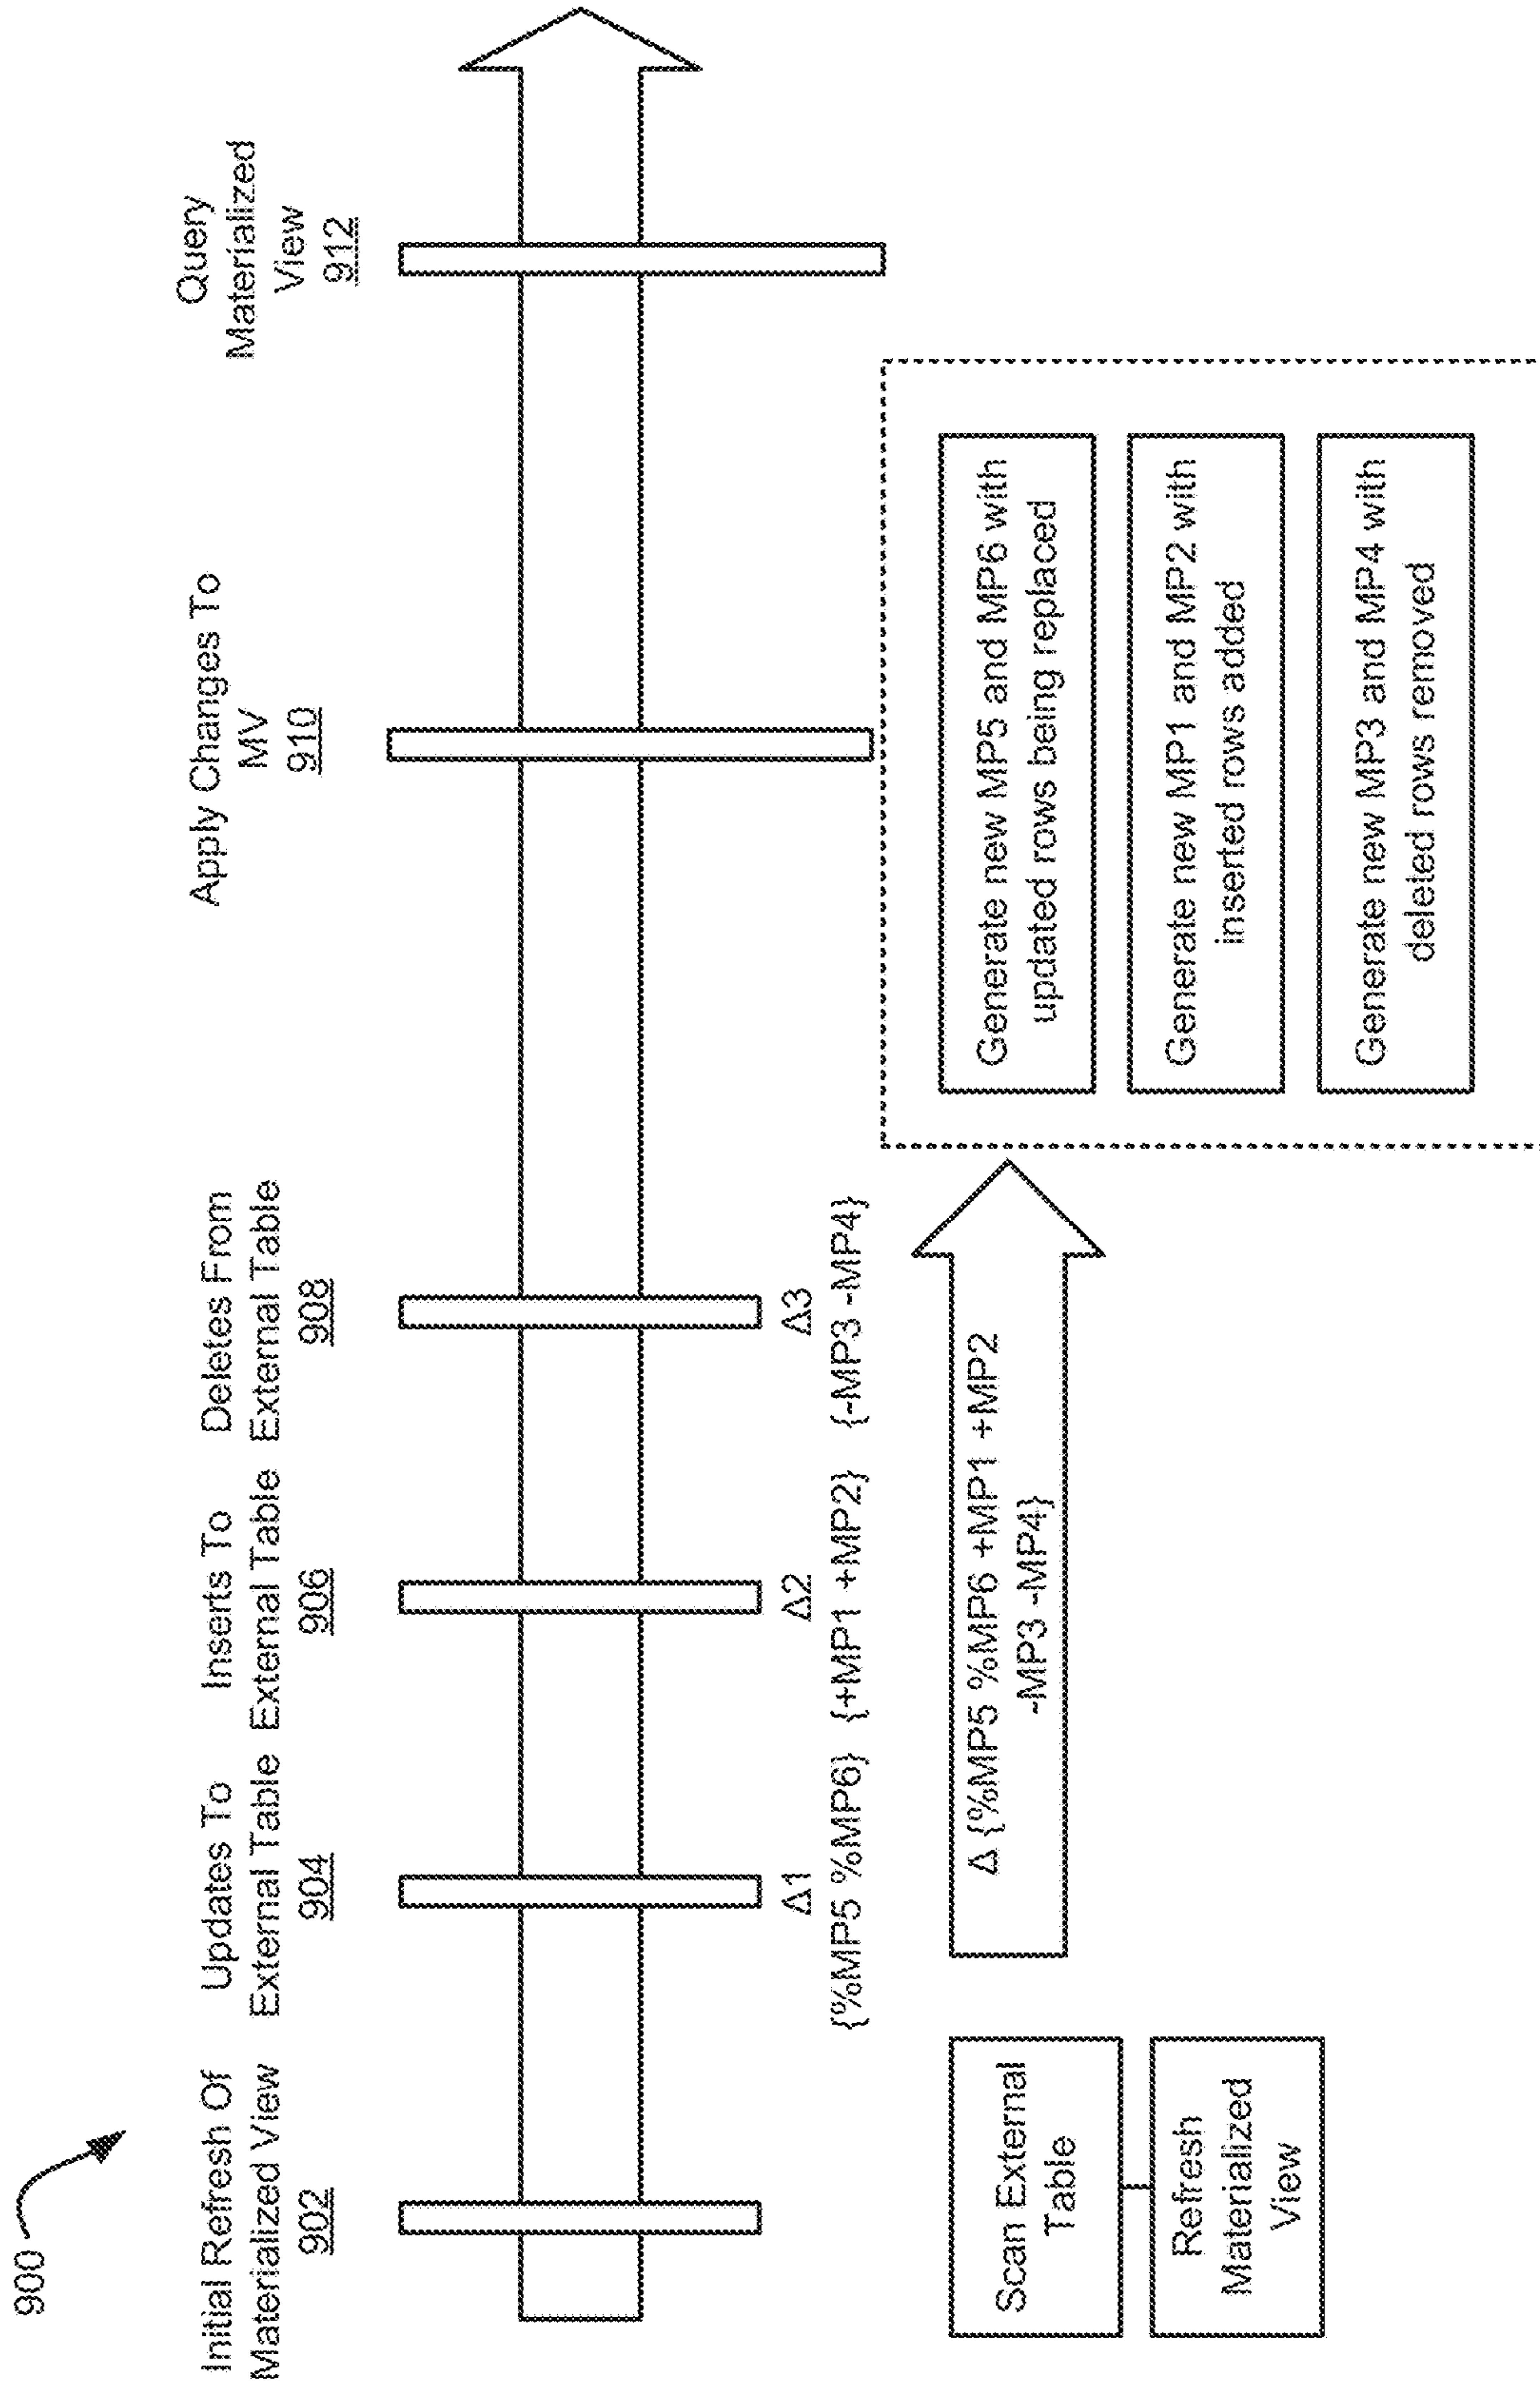 900
Initial Refresh Of
Materialized View
902
Updates To
External Table
904
Inserts To
External Table
906
Deletes From
External Table
908
Apply Changes To
MV
910
Query
Materialized
View
912
Δ1
{%MP5 %MP6}
Δ2
{+MP1 +MP2}
Δ3
{-MP3 -MP4}
Scan External
Table
Refresh
Materialized
View
Δ {%MP5 %MP6 +MP1 +MP2
-MP3 -MP4}
Generate new MP5 and MP6 with
updated rows being replaced
Generate new MP1 and MP2 with
inserted rows added
Generate new MP3 and MP4 with
deleted rows removed